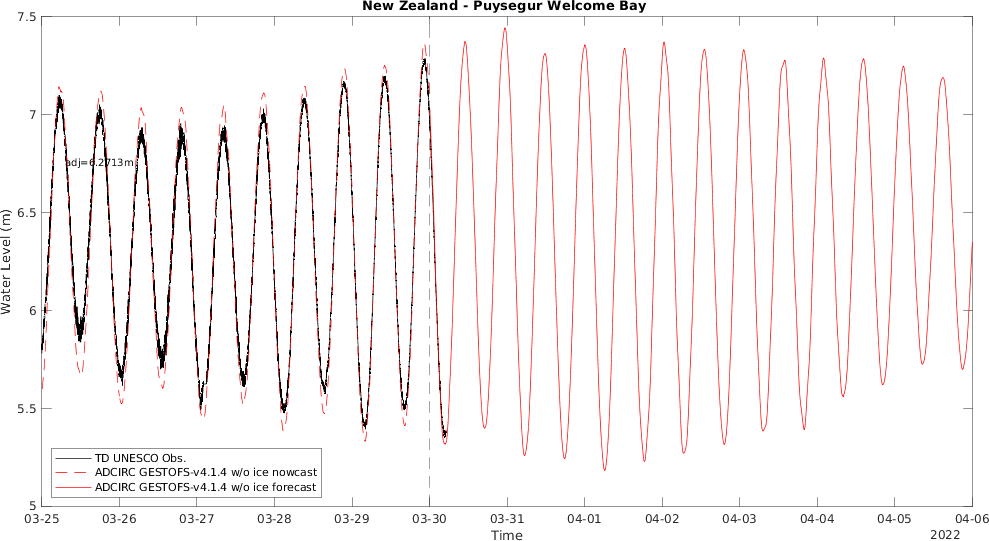 New Zealand - Puysegur Welcome Bay
7.5
7
6.5
6
5.5
5
Water Level (m)
adj=6.2713m
TD UNESCO Obs.
ADCIRC GESTOFS-v4.1.4 w/o ice nowcast
ADCIRC GESTOFS-v4.1.4 w/o ice forecast
03-25 03-26 03-27 03-28 03-29 03-30 03-31 04-01 04-02 04-03 04-04 04-05 04-06
Time
2022